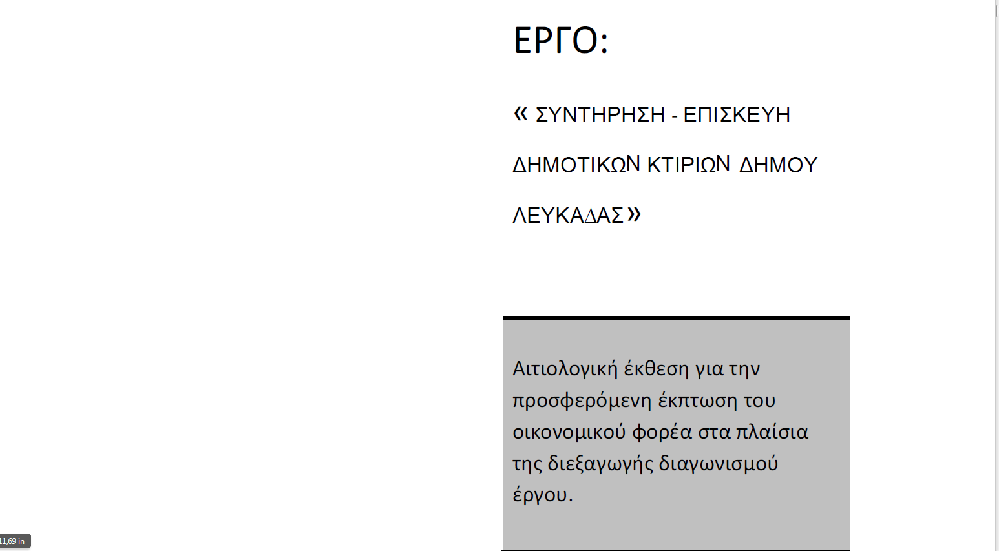 ΕΡΓΟ:
« ΣΥΝΤΗΡΗΣΗ - ΕΠΙΣΚΕΥΗ
ΔΗΜΟΤΙΚΩΝ ΚΤΙΡΙΩΝ ΔΗΜΟΥ
ΛΕΥΚΑΔΑΣ»
Αιτιολογική έκθεση για την
προσφερόμενη έκπτωση του
οικονομικού φορέα στα πλαίσια
της διεξαγωγής διαγωνισμού
έργου.
11,69 in